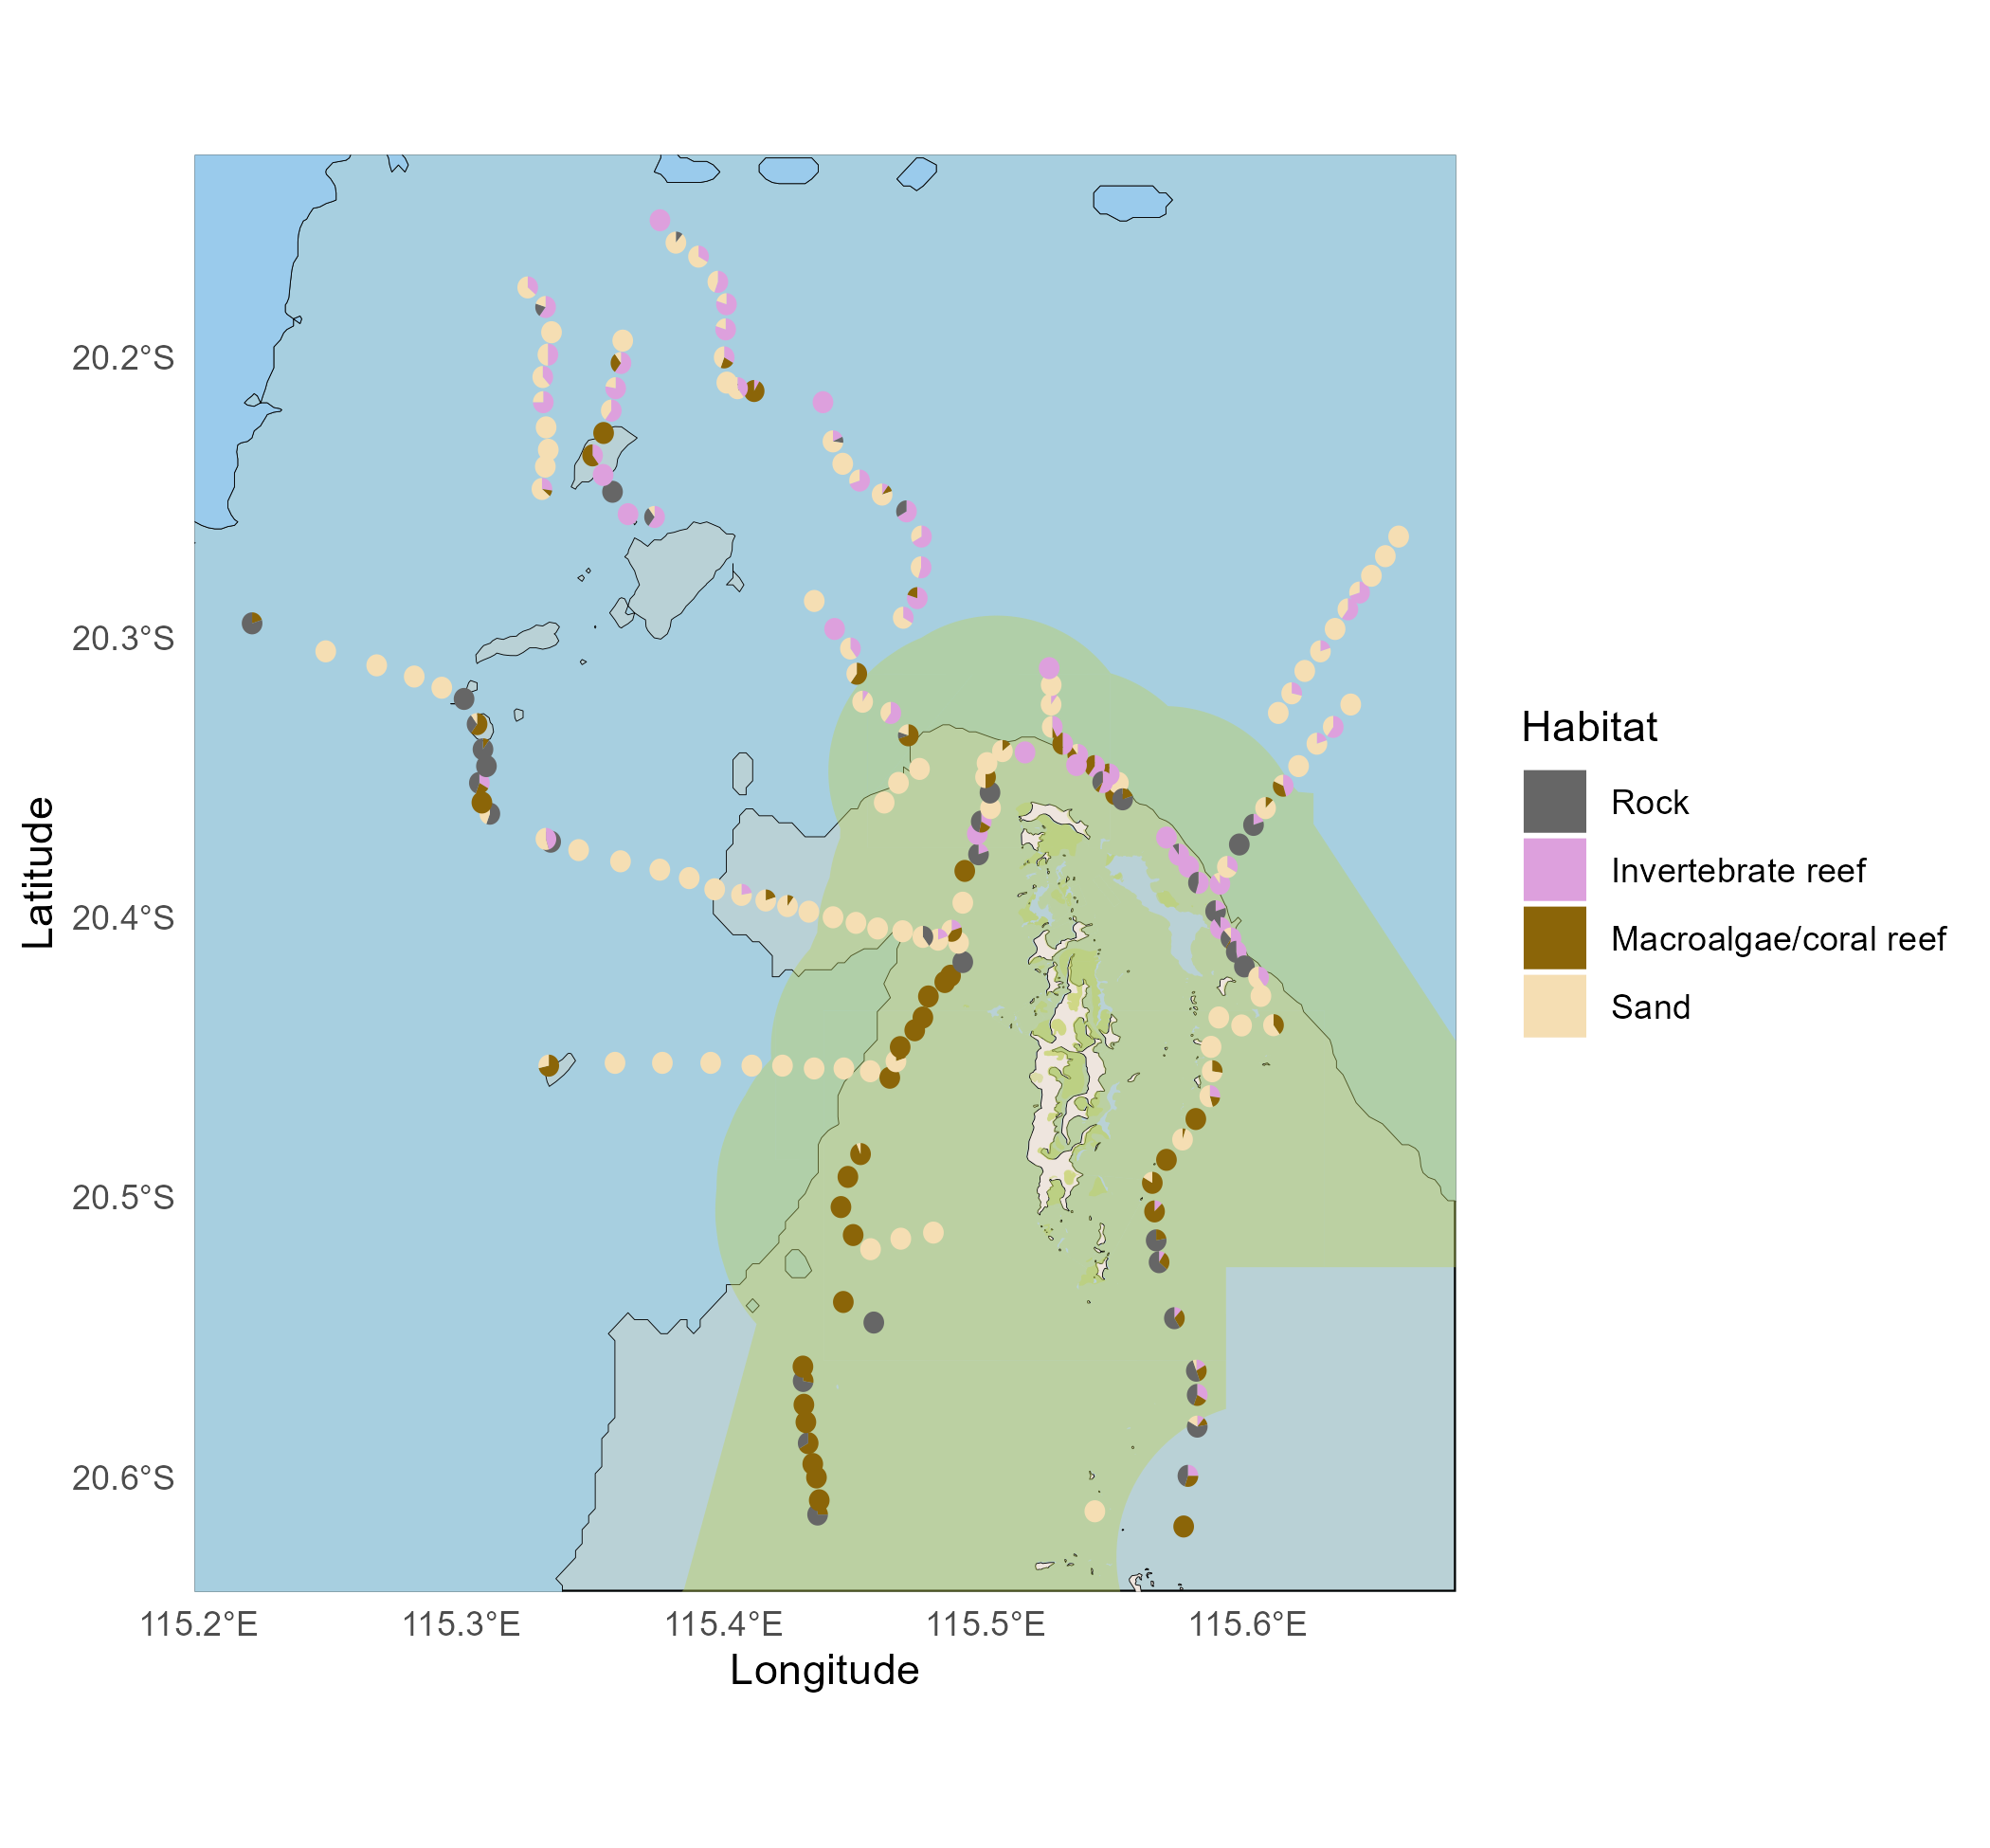 20.2°S
20.3°S
20.4°S
20.5°S
20.6°S
Latitude
115.2°E
115.3°E
115.4°E
115.5°E
115.6°E
Longitude
Habitat
Rock
Invertebrate reef
Macroalgae/coral reef
Sand